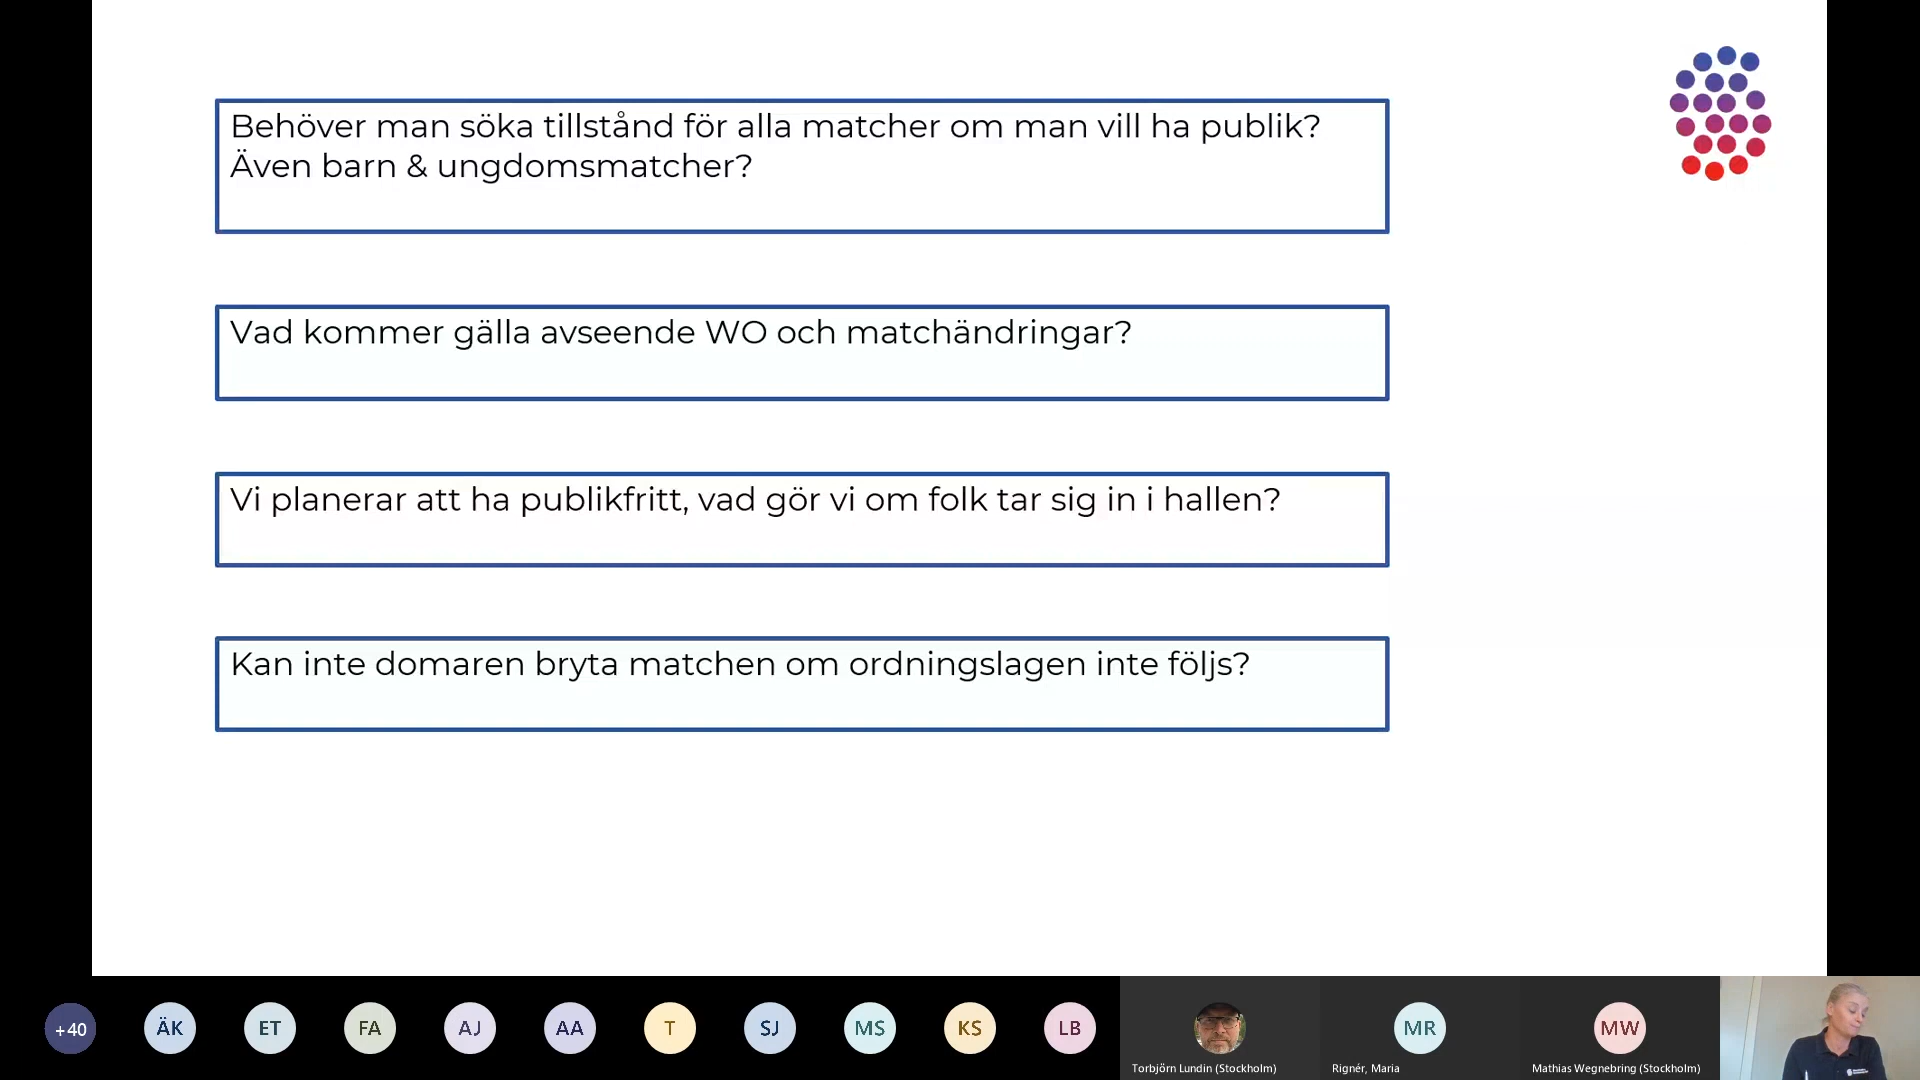 Behöver man söka tillstånd för alla matcher om man vill ha publik?
Även barn & ungdomsmatcher?
Vad kommer gälla avseende WO och matchändringar?
Vi planerar att ha publikfritt, vad gör vi om folk tar sig in i hallen?
Kan inte domaren bryta matchen om ordningslagen inte följs?
+40
ÄK
ET
FA
AJ
AA
T
SJ
MS
KS
LB
MR
MW
Torbjörn Lundin (Stockholm)
Rignér, Maria
Mathias Wegnebring (Stockholm)